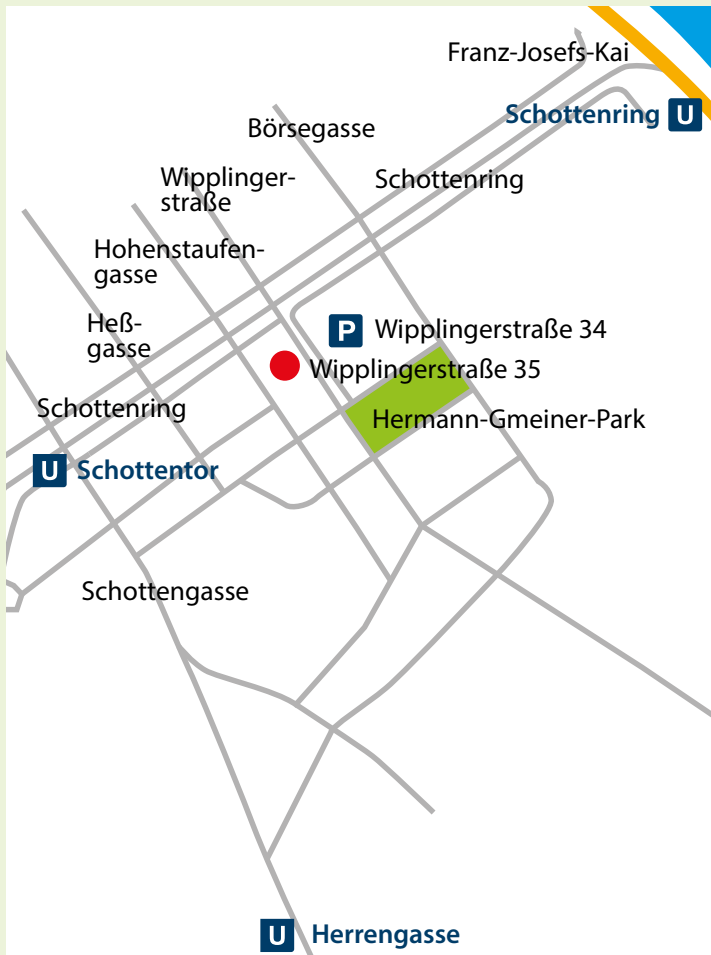 Franz-Josefs-Kai
Schottenring U
Börsegasse
Wipplinger-
straße
Schottenring
Hohenstaufen-
gasse
Heß-
gasse
P Wipplingerstraße 34
Wipplingerstraße 35
Schottenring
Hermann-Gmeiner-Park
U Schottentor
Schottengasse
U Herrengasse